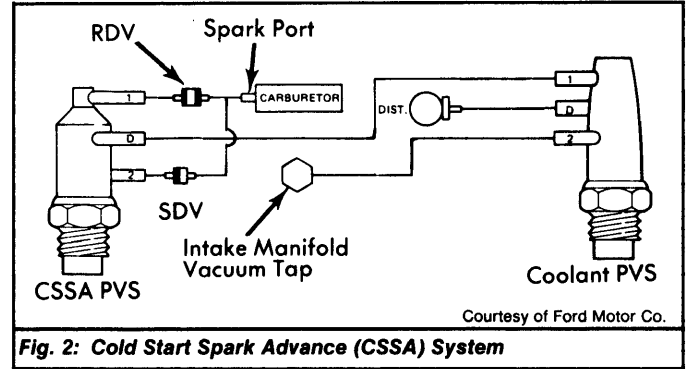 RDV
Spark Port
1
CARBURETOR
1
DIST.
D
D
2
2
SDV
Intake Manifold
Vacuum Tap
CSSA PVS
Coolant PVS
Courtesy of Ford Motor Co.
Fig. 2: Cold Start Spark Advance (CSSA) System